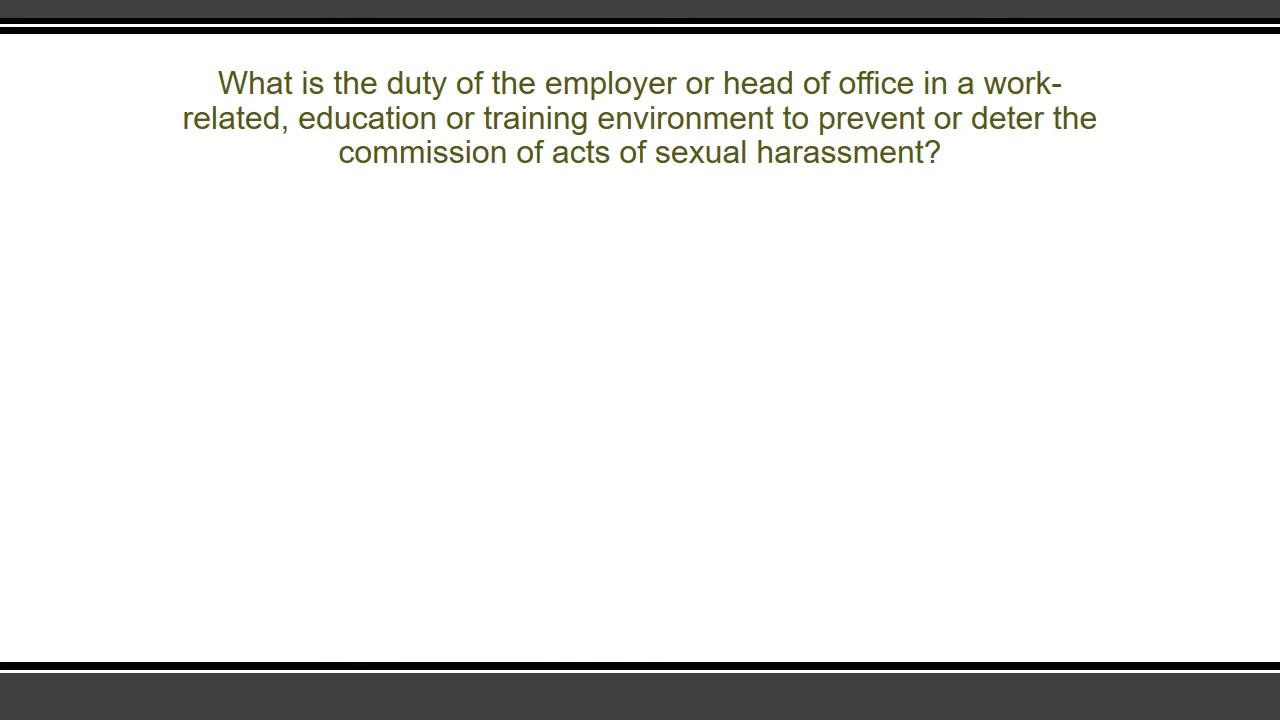 What is the duty of the employer or head of office in a work-
related, education or training environment to prevent or deter the
commission of acts of sexual harassment?